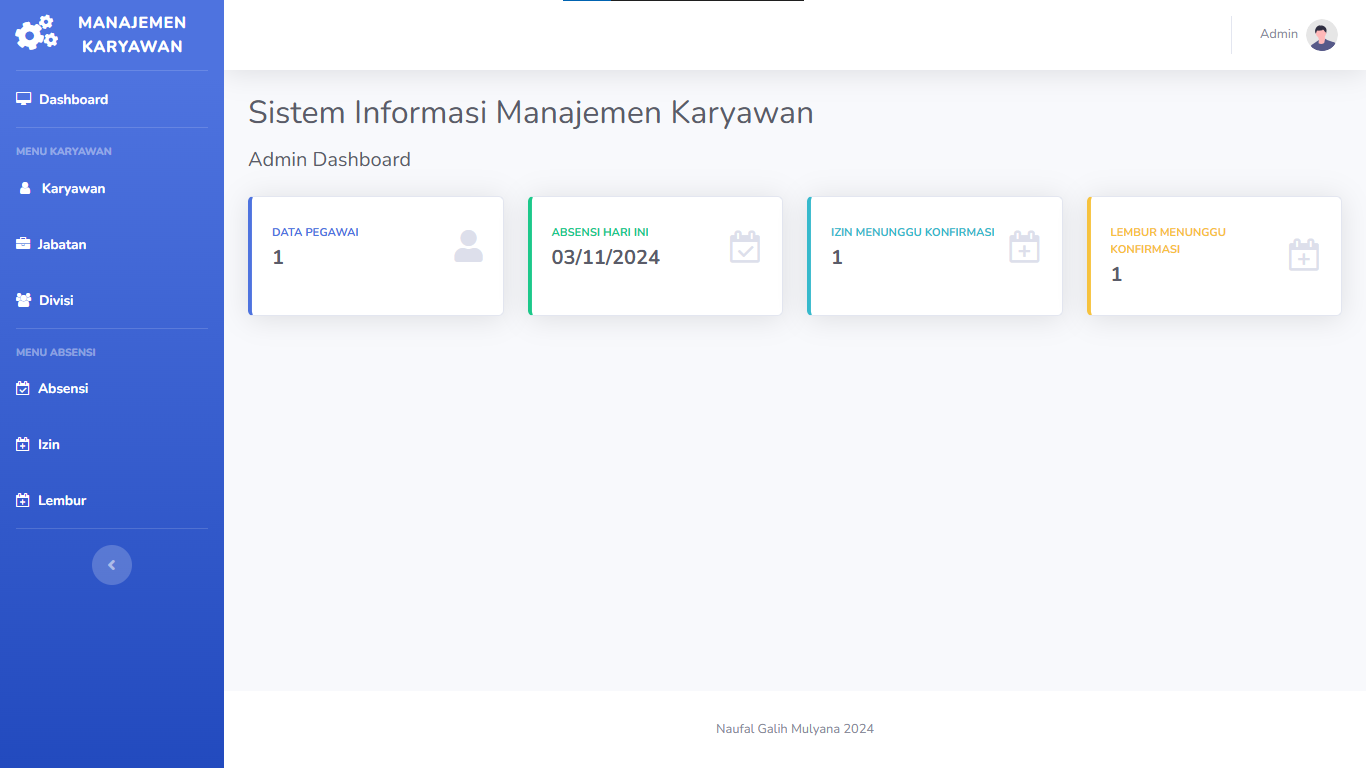 MANAJEMEN
KARYAWAN
Admin
Dashboard
MENU KARYAWAN
Karyawan
Jabatan
Divisi
MENU ABSENSI
Absensi
Izin
Lembur
Sistem Informasi Manajemen Karyawan
Admin Dashboard
DATA PEGAWAI
1
ABSENSI HARI INI
03/11/2024
IZIN MENUNGGU KONFIRMASI
1
LEMBUR MENUNGGU
KONFIRMASI
1
Naufal Galih Mulyana 2024